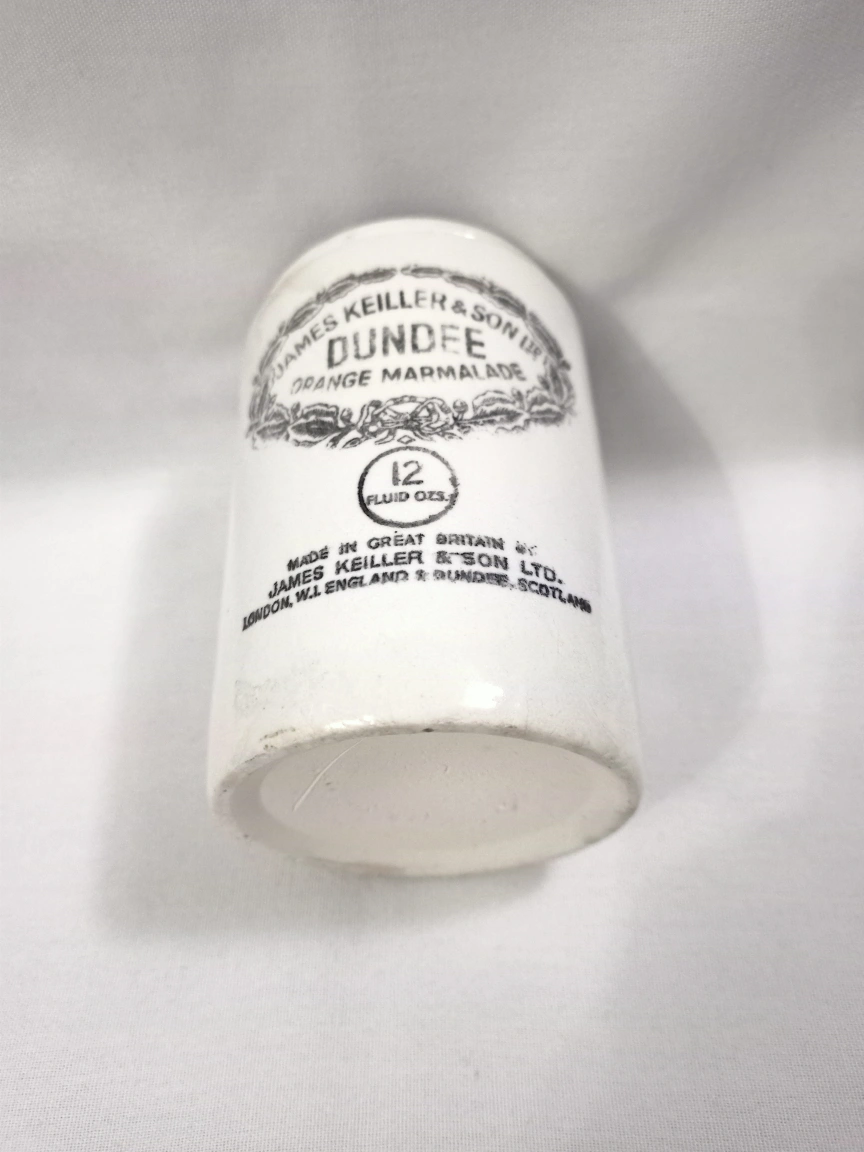 JAMES KEILLER & SON LTD
DUNDEE
ORANGE MARMALADE
12
FLUID OZS.
MADE IN GREAT BRITAIN BY
JAMES KEILLER & SON LTD.
LONDON, W.1. ENGLAND & DUNDEE, SCOTLAND